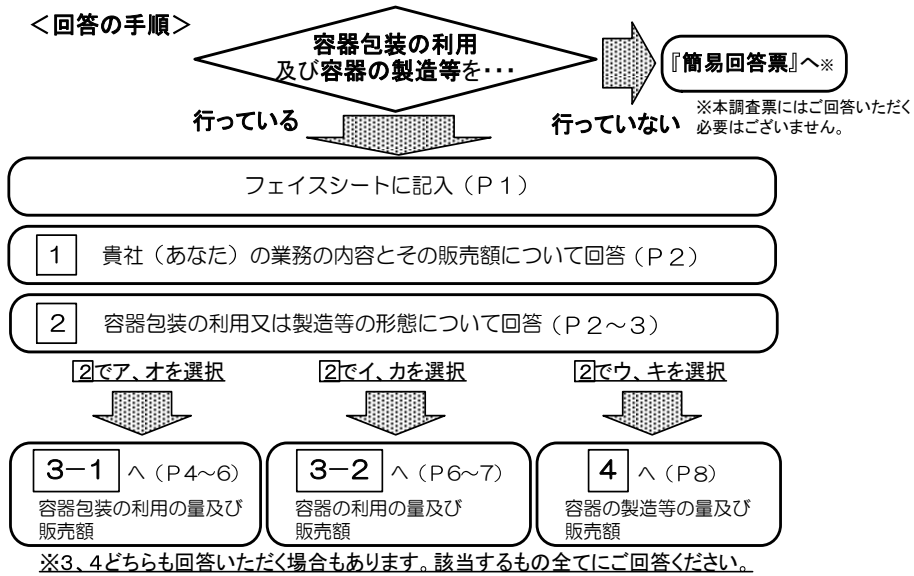 ＜回答の手順＞
容器包装の利用
及び容器の製造等を･･･
『簡易回答票』へ※
※本調査票にはご回答いただく
必要はございません。
行っている
行っていない
フェイスシートに記入（Ｐ１）
1 貴社（あなた）の業務の内容とその販売額について回答（Ｐ２）
2 容器包装の利用又は製造等の形態について回答（Ｐ２～３）
2でア、オを選択
2でイ、カを選択
2でウ、キを選択
３－１ へ（Ｐ４～６）
容器包装の利用の量及び
販売額
３－２ へ（Ｐ６～７）
容器の利用の量及び
販売額
４ へ（Ｐ８）
容器の製造等の量及び
販売額
※３、４どちらも回答いただく場合もあります。該当するもの全てにご回答ください。